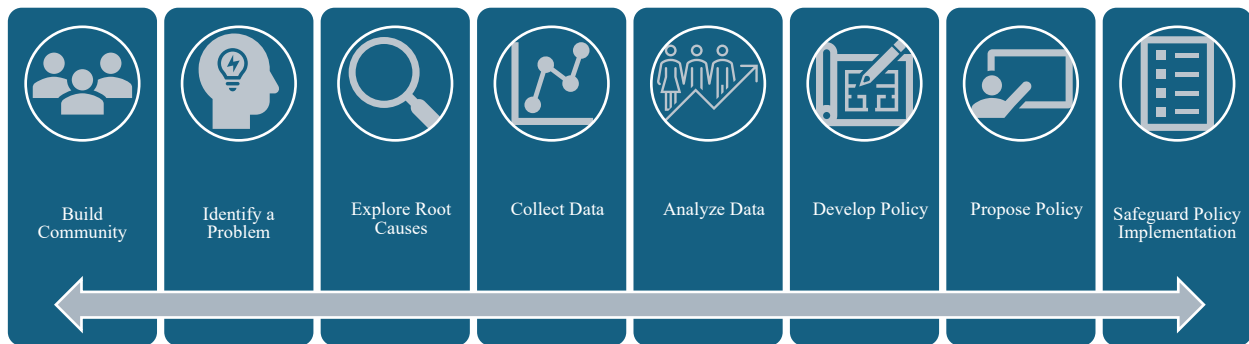 Build
Community
Identify a
Problem
Explore Root
Causes
Collect Data
Analyze Data
Develop Policy
Propose Policy
Safeguard Policy
Implementation